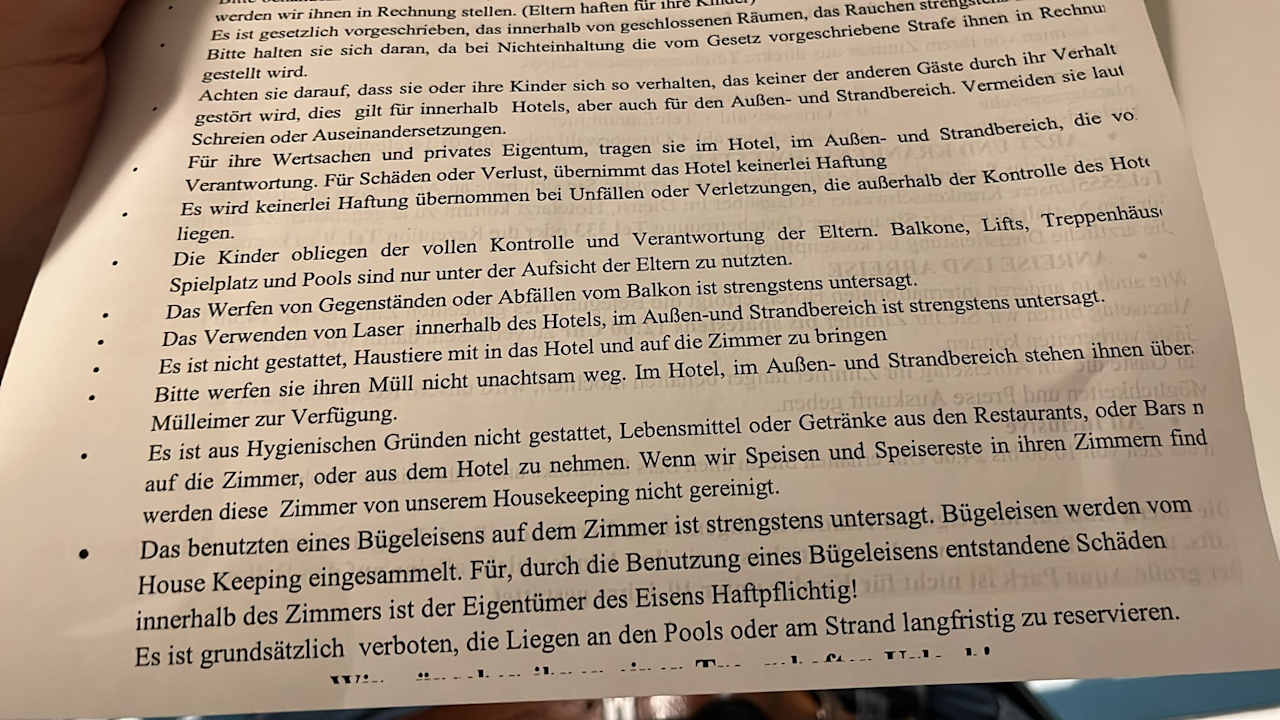 werden wir ihnen in Rechnung stellen. (Eltern haften für ihre Kinder)
Es ist gesetzlich vorgeschrieben, das innerhalb von geschlossenen Räumen, das Rauchen
Bitte halten sie sich daran, da bei Nichteinhaltung die vom Gesetz vorgeschriebene Strafe ihnen in Rechnu
gestellt wird.
Achten sie darauf, dass sie oder ihre Kinder sich so verhalten, das keiner der anderen Gäste durch ihr Verhalt
gestört wird, dies gilt für innerhalb Hotels, aber auch für den Außen- und Strandbereich. Vermeiden sie laut
Schreien oder Auseinandersetzungen.
Für ihre Wertsachen und privates Eigentum, tragen sie im Hotel, im Außen- und Strandbereich, die vo
Verantwortung. Für Schäden oder Verlust, übernimmt das Hotel keinerlei Haftung
Es wird keinerlei Haftung übernommen bei Unfällen oder Verletzungen, die außerhalb der Kontrolle des Hote
liegen.
Die Kinder obliegen der vollen Kontrolle und Verantwortung der Eltern. Balkone, Lifts, Treppenhäus
Spielplatz und Pools sind nur unter der Aufsicht der Eltern zu nutzten.
Das Werfen von Gegenständen oder Abfällen vom Balkon ist strengstens untersagt.
Das Verwenden von Laser innerhalb des Hotels, im Außen-und Strandbereich ist strengstens untersagt.
Es ist nicht gestattet, Haustiere mit in das Hotel und auf die Zimmer zu bringen
Bitte werfen sie ihren Müll nicht unachtsam weg. Im Hotel, im Außen- und Strandbereich stehen ihnen über
Mülleimer zur Verfügung.
Es ist aus Hygienischen Gründen nicht gestattet, Lebensmittel oder Getränke aus den Restaurants, oder Bars n
auf die Zimmer, oder aus dem Hotel zu nehmen. Wenn wir Speisen und Speisereste in ihren Zimmern find
werden diese Zimmer von unserem Housekeeping nicht gereinigt.
Das benutzten eines Bügeleisens auf dem Zimmer ist strengstens untersagt. Bügeleisen werden vom
House Keeping eingesammelt. Für, durch die Benutzung eines Bügeleisens entstandene Schäden
innerhalb des Zimmers ist der Eigentümer des Eisens Haftpflichtig!
Es ist grundsätzlich verboten, die Liegen an den Pools oder am Strand langfristig zu reservieren.